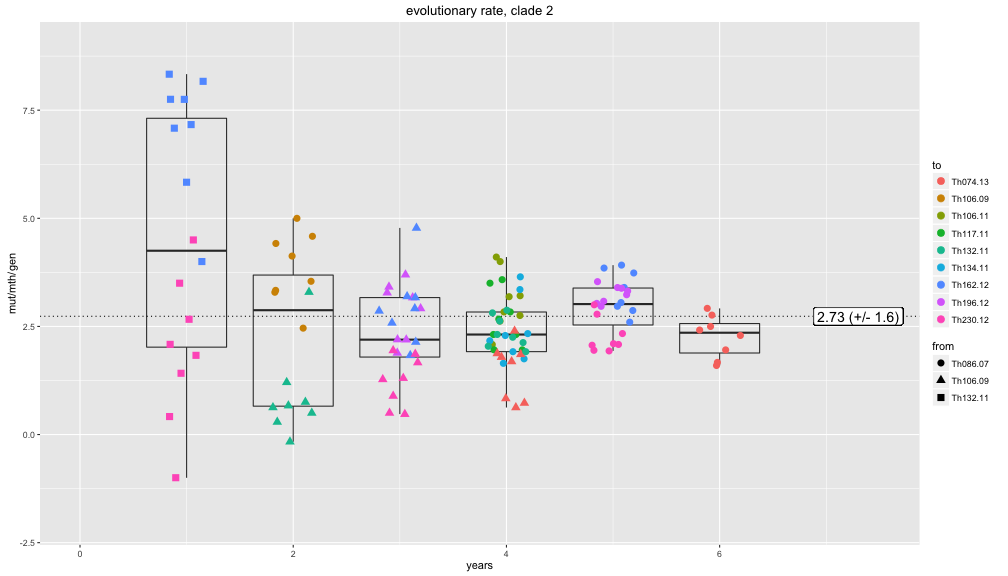 evolutionary rate, clade 2
mut/mth/gen
7.5
5.0
2.5
0.0
-2.5
2.73 (+/- 1.6)
0
2
4
6
years
to
Th074.13
Th106.09
Th106.11
Th117.11
Th132.11
Th134.11
Th162.12
Th196.12
Th230.12
from
Th086.07
Th106.09
Th132.11